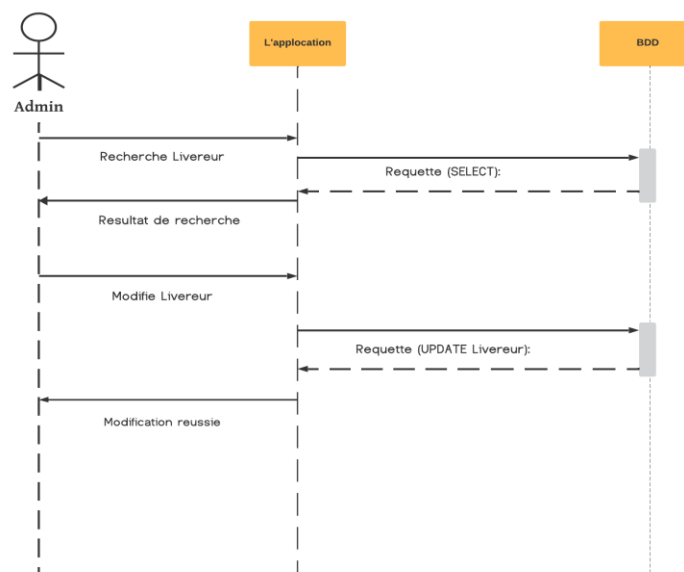 L'applocation
BDD
Admin
Recherche Livereur
Requette (SELECT):
Resultat de recherche
Modifie Livereur
Requette (UPDATE Livereur):
Modification reussie